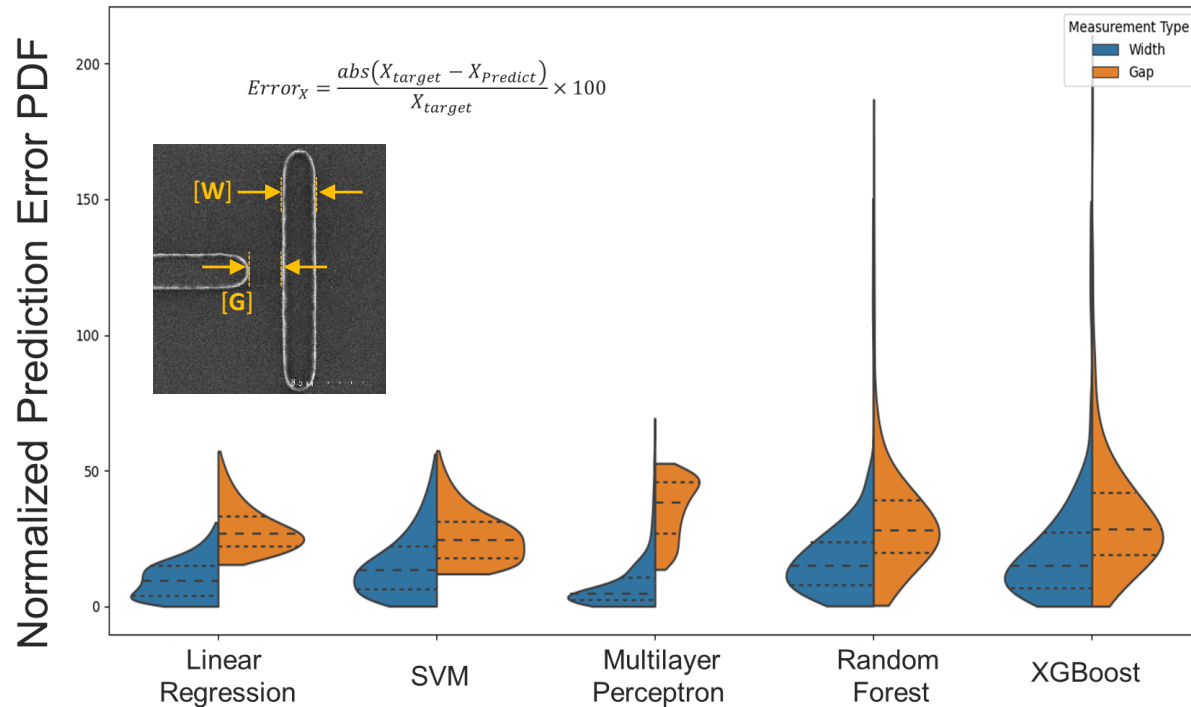 Normalized Prediction Error PDF
200
150
100
50
0
Error_X = abs(X_target − X_Predict) / X_target × 100
Measurement Type
Width
Gap
[W]
[G]
Linear
Regression
SVM
Multilayer
Perceptron
Random
Forest
XGBoost